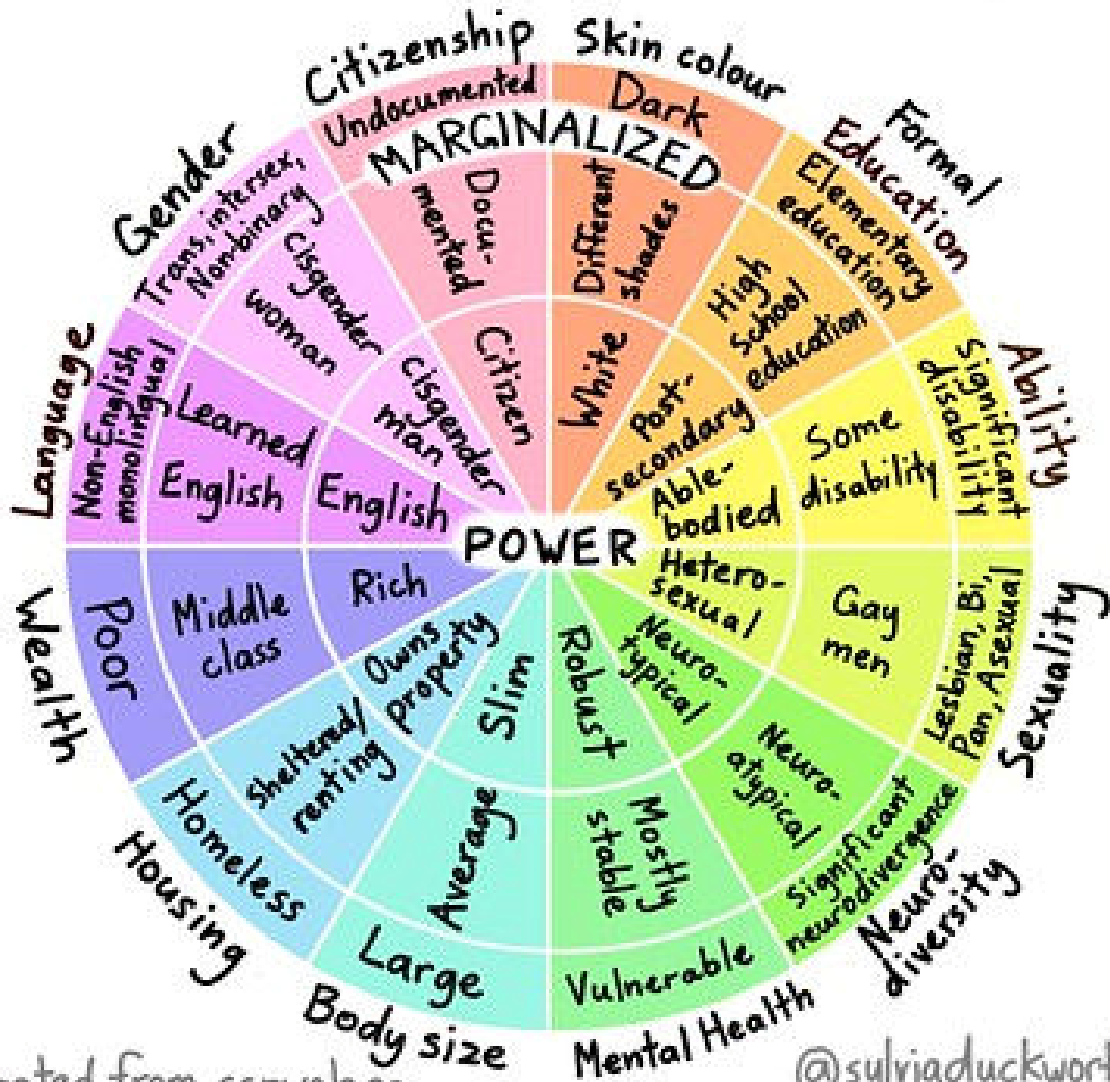 Citizenship
Undocumented
Docu-
mented
Citizen
Skin colour
Dark
Different
shades
White
Formal
Education
Elementary
education
High
school
education
Post-
secondary
Ability
Significant
disability
Some
disability
Able-
bodied
Sexuality
Lesbian, Bi,
Pan, Asexual
Gay
men
Hetero-
sexual
Neuro-
diversity
Significant
neurodivergence
Neuro-
atypical
Neuro-
typical
Mental Health
Vulnerable
Mostly
stable
Robust
Body size
Large
Average
Slim
Housing
Homeless
Sheltered/
renting
Owns
property
Wealth
Poor
Middle
class
Rich
Language
Non-English
monolingual
Learned
English
English
Gender
Trans, intersex,
Non-binary
Cisgender
woman
cisgender
man
MARGINALIZED
POWER
from
@sylviaduckwort